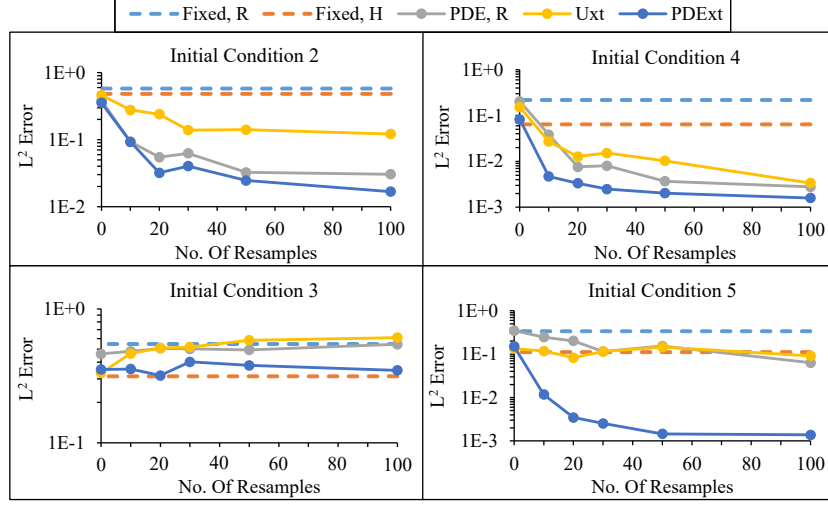 Fixed, R Fixed, H PDE, R Uxt PDExt
Initial Condition 2
1E+0
1E-1
1E-2
L² Error
0 20 40 60 80 100
No. Of Resamples
Initial Condition 4
1E+0
1E-1
1E-2
1E-3
L² Error
0 20 40 60 80 100
No. Of Resamples
Initial Condition 3
1E+0
1E-1
L² Error
0 20 40 60 80 100
No. Of Resamples
Initial Condition 5
1E+0
1E-1
1E-2
1E-3
L² Error
0 20 40 60 80 100
No. Of Resamples